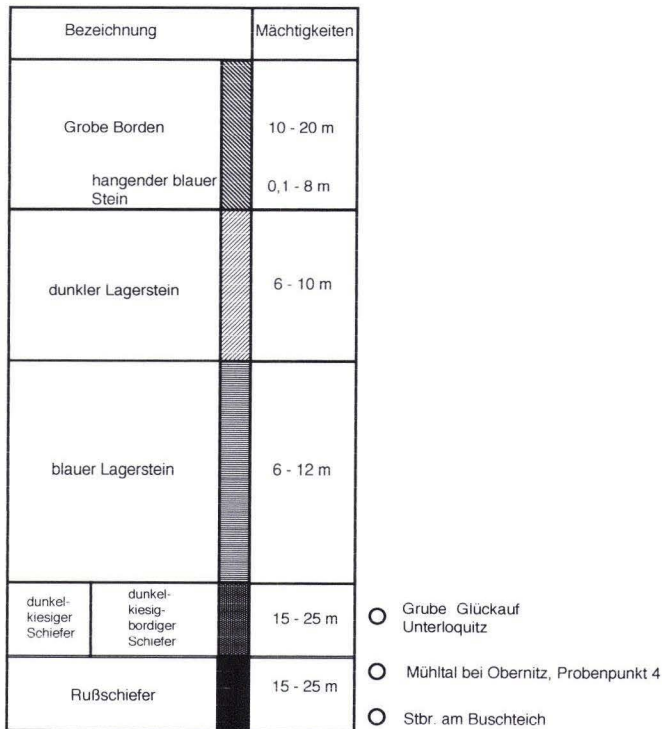 Bezeichnung
Mächtigkeiten
Grobe Borden
10 - 20 m
hangender blauer
Stein
0,1 - 8 m
dunkler Lagerstein
6 - 10 m
blauer Lagerstein
6 - 12 m
dunkel-
kiesiger
Schiefer
dunkel-
kiesig-
bordiger
Schiefer
15 - 25 m
Grube Glückauf
Unterloquitz
Rußschiefer
15 - 25 m
Mühltal bei Obernitz, Probenpunkt 4
Stbr. am Buschteich